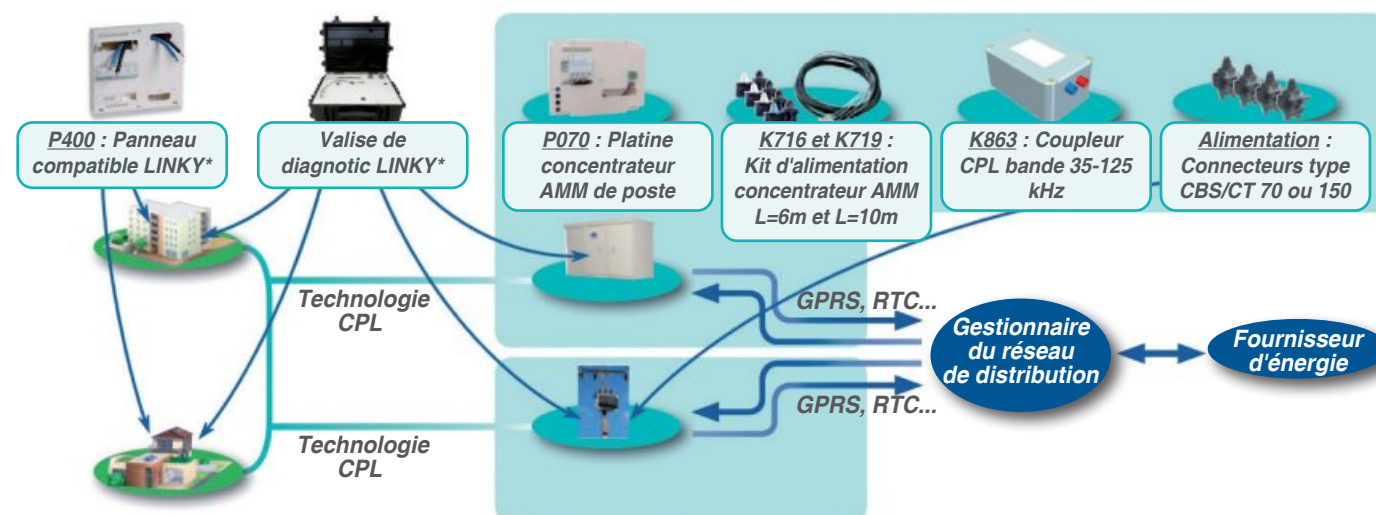 P400 : Panneau
compatible LINKY*
Valise de
diagnotic LINKY*
P070 : Platine
concentrateur
AMM de poste
K716 et K719 :
Kit d'alimentation
concentrateur AMM
L=6m et L=10m
K863 : Coupleur
CPL bande 35-125
kHz
Alimentation :
Connecteurs type
CBS/CT 70 ou 150
Technologie
CPL
GPRS, RTC...
Gestionnaire
du réseau
de distribution
Fournisseur
d'énergie
GPRS, RTC...
Technologie
CPL